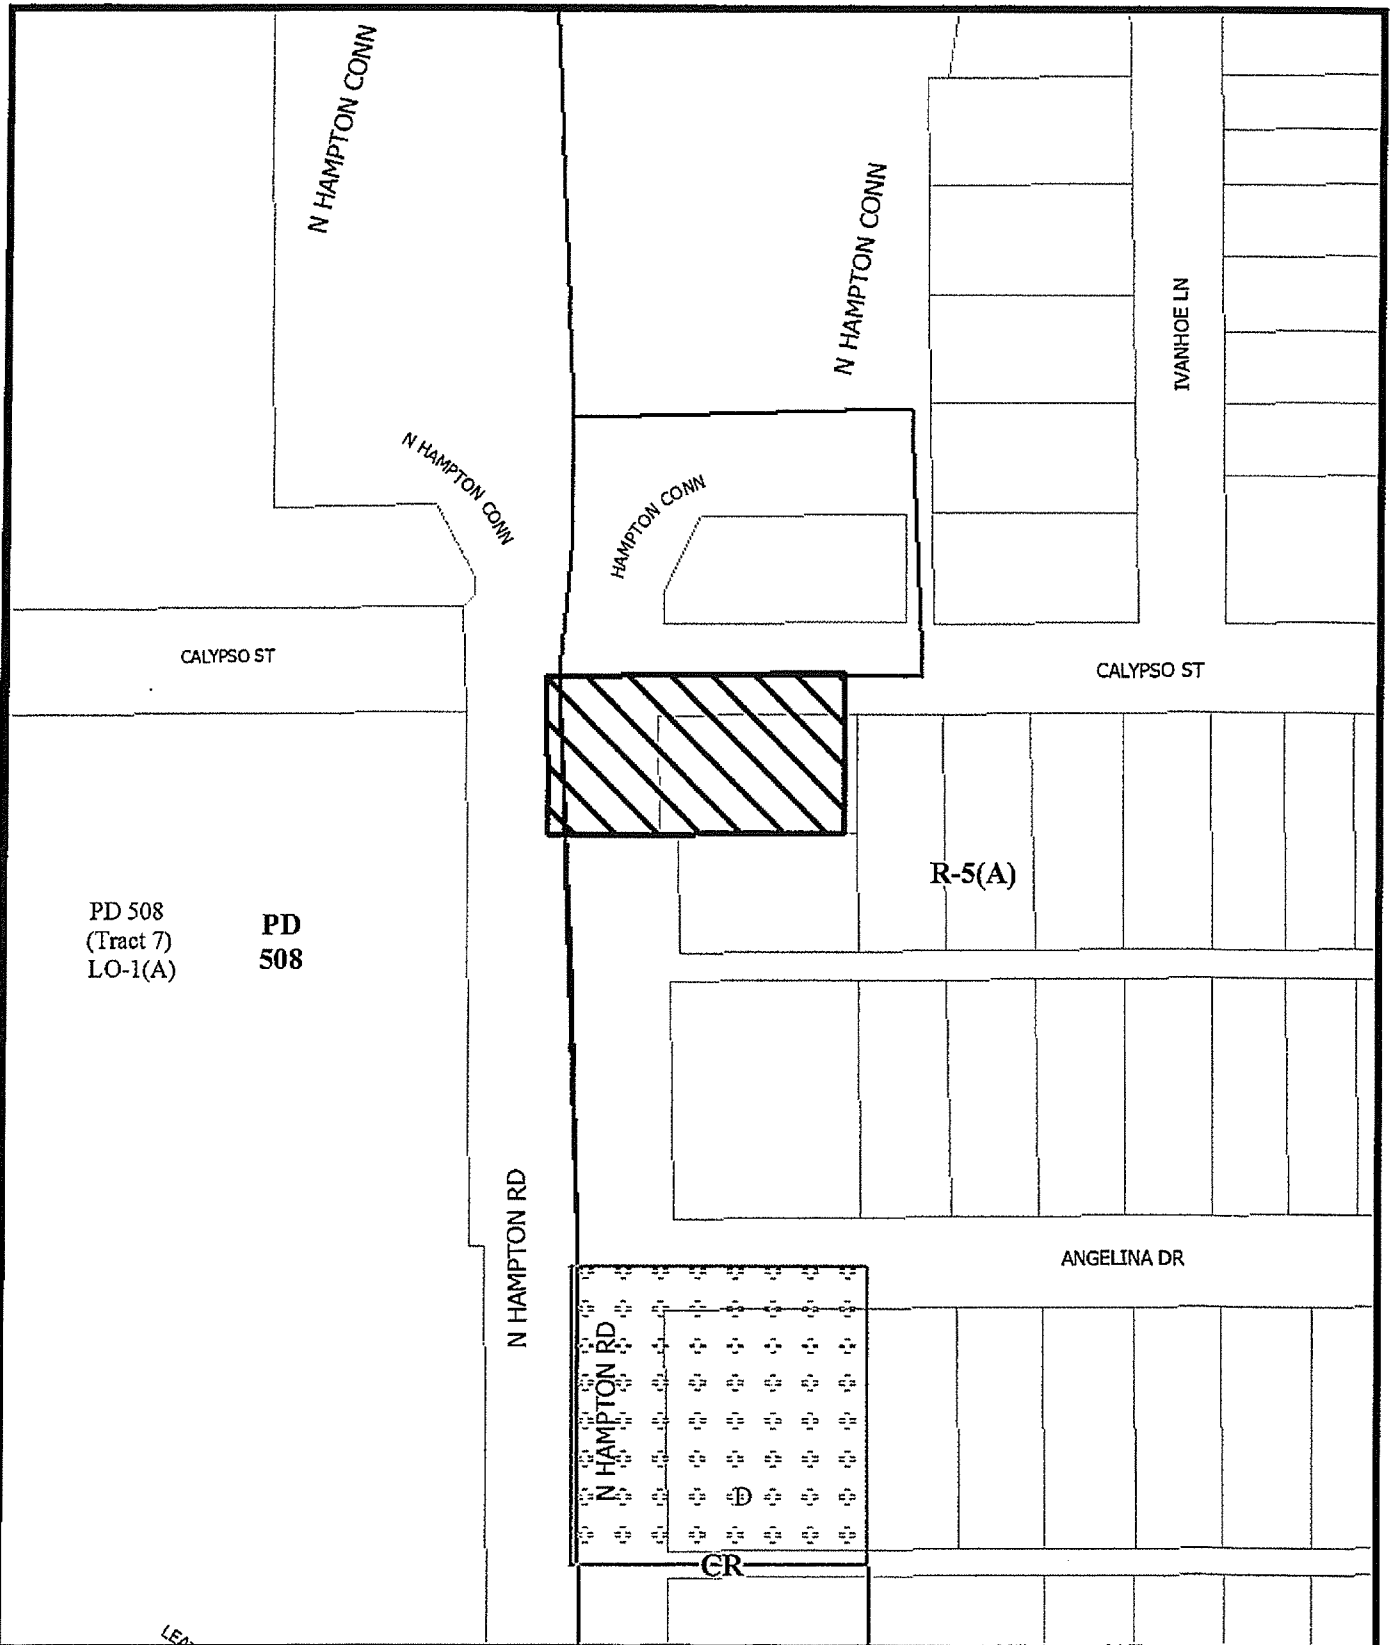 N HAMPTON CONN
N HAMPTON CONN
IVANHOE LN
N HAMPTON CONN
HAMPTON CONN
CALYPSO ST
CALYPSO ST
R-5(A)
PD 508
(Tract 7)
LO-1(A)
PD
508
N HAMPTON RD
ANGELINA DR
N HAMPTON RD
D
CR